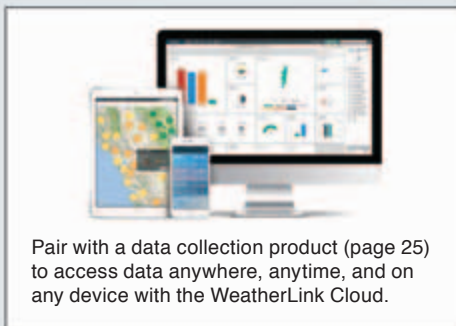 Pair with a data collection product (page 25)
to access data anywhere, anytime, and on
any device with the WeatherLink Cloud.